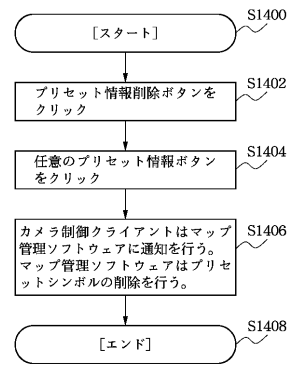 S1400
[スタート]
S1402
プリセット情報削除ボタンを
クリック
S1404
任意のプリセット情報ボタン
をクリック
S1406
カメラ制御クライアントはマップ
管理ソフトウェアに通知を行う。
マップ管理ソフトウェアはプリセ
ットシンボルの削除を行う。
S1408
[エンド]